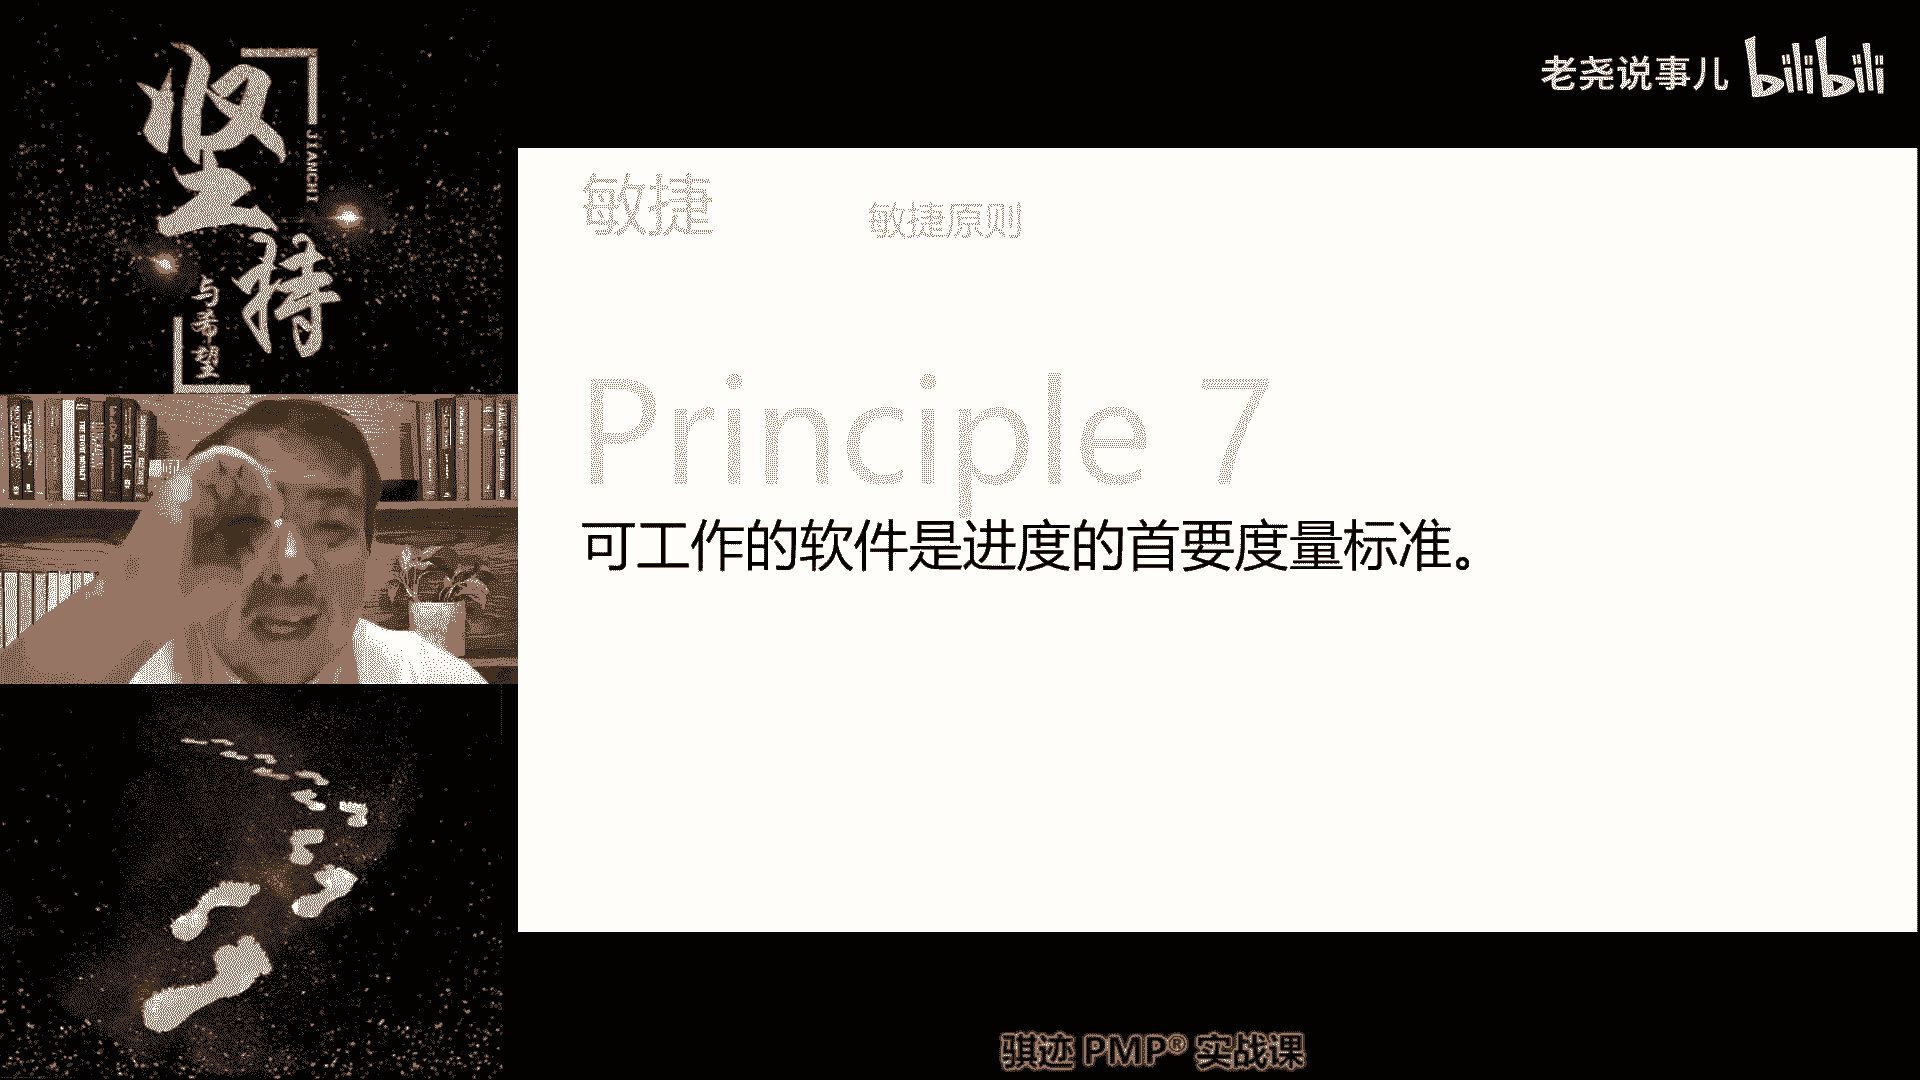 坚持
JIANCHI
与希望
老尧说事儿 bilibili
敏捷
敏捷原则
Principle 7
可工作的软件是进度的首要度量标准。
骐迹 PMP® 实战课